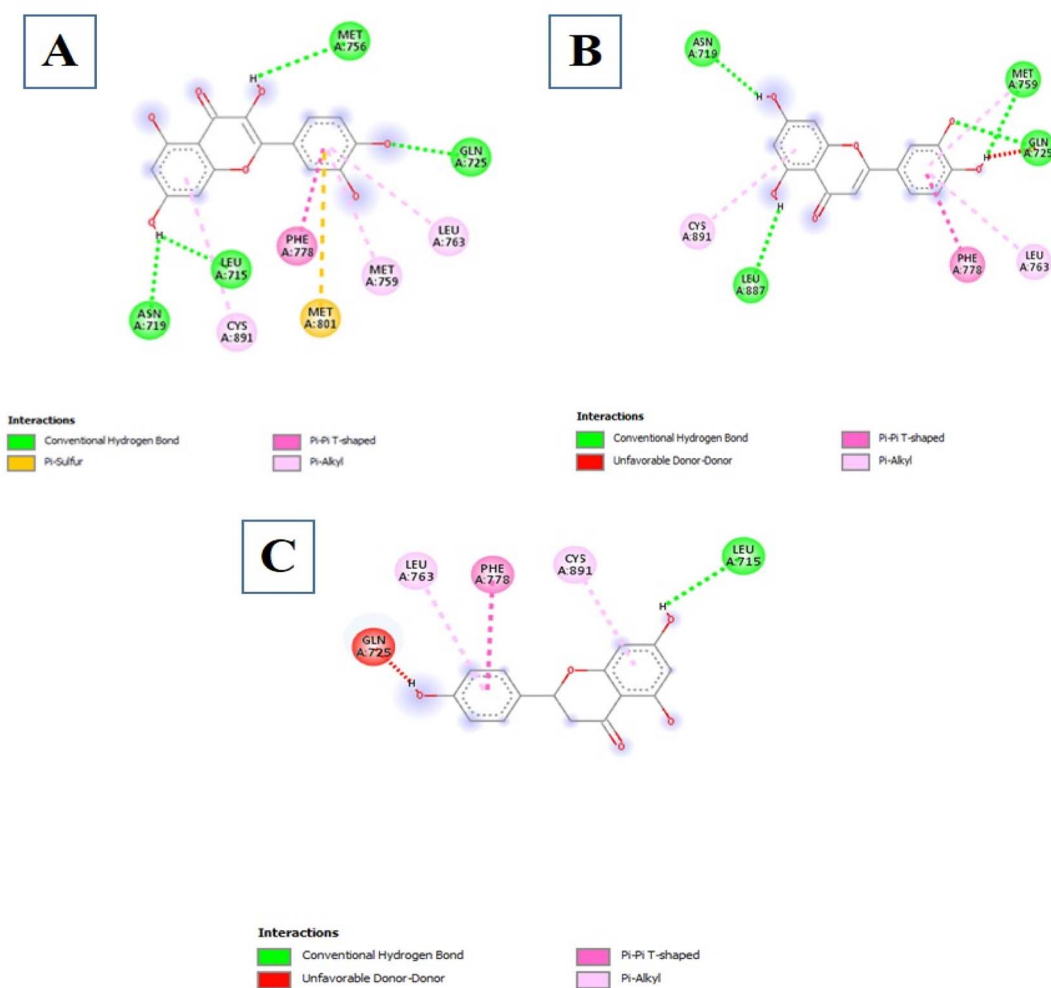 A
MET
A:756
H
O
O
O
O
O
O
O
H
GLN
A:725
PHE
A:778
LEU
A:763
LEU
A:715
MET
A:759
ASN
A:719
CYS
A:891
MET
A:801
Interactions
Conventional Hydrogen Bond
Pi-Sulfur
Pi-Pi T-shaped
Pi-Alkyl
B
ASN
A:719
MET
A:759
H
O
O
O
H
O
GLN
A:725
O
H
O
CYS
A:891
LEU
A:887
PHE
A:778
LEU
A:763
Interactions
Conventional Hydrogen Bond
Unfavorable Donor-Donor
Pi-Pi T-shaped
Pi-Alkyl
C
LEU
A:763
PHE
A:778
CYS
A:891
LEU
A:715
GLN
A:725
H
O
H
O
O
O
O
Interactions
Conventional Hydrogen Bond
Unfavorable Donor-Donor
Pi-Pi T-shaped
Pi-Alkyl